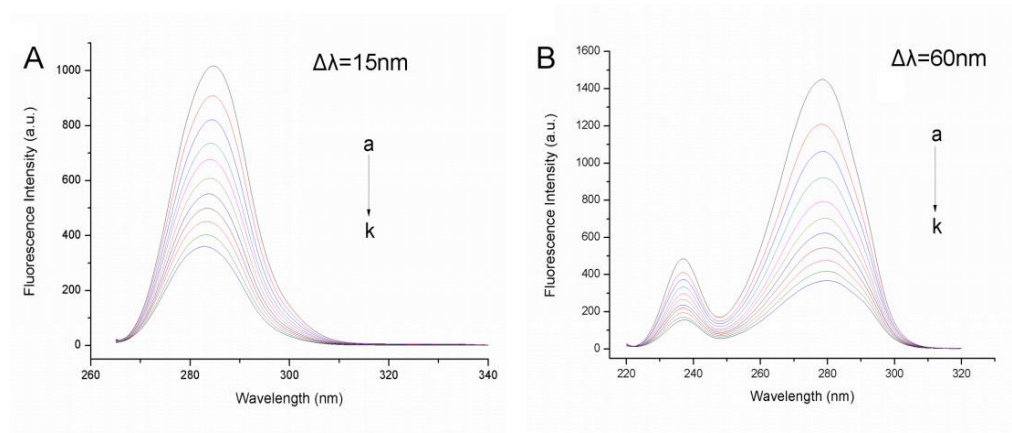 A
Δλ=15nm
1000
800
600
400
200
0
a
k
260
280
300
320
340
Fluorescence Intensity (a.u.)
Wavelength (nm)
B
Δλ=60nm
1600
1400
1200
1000
800
600
400
200
0
a
k
220
240
260
280
300
320
Fluorescence Intensity (a.u.)
Wavelength (nm)